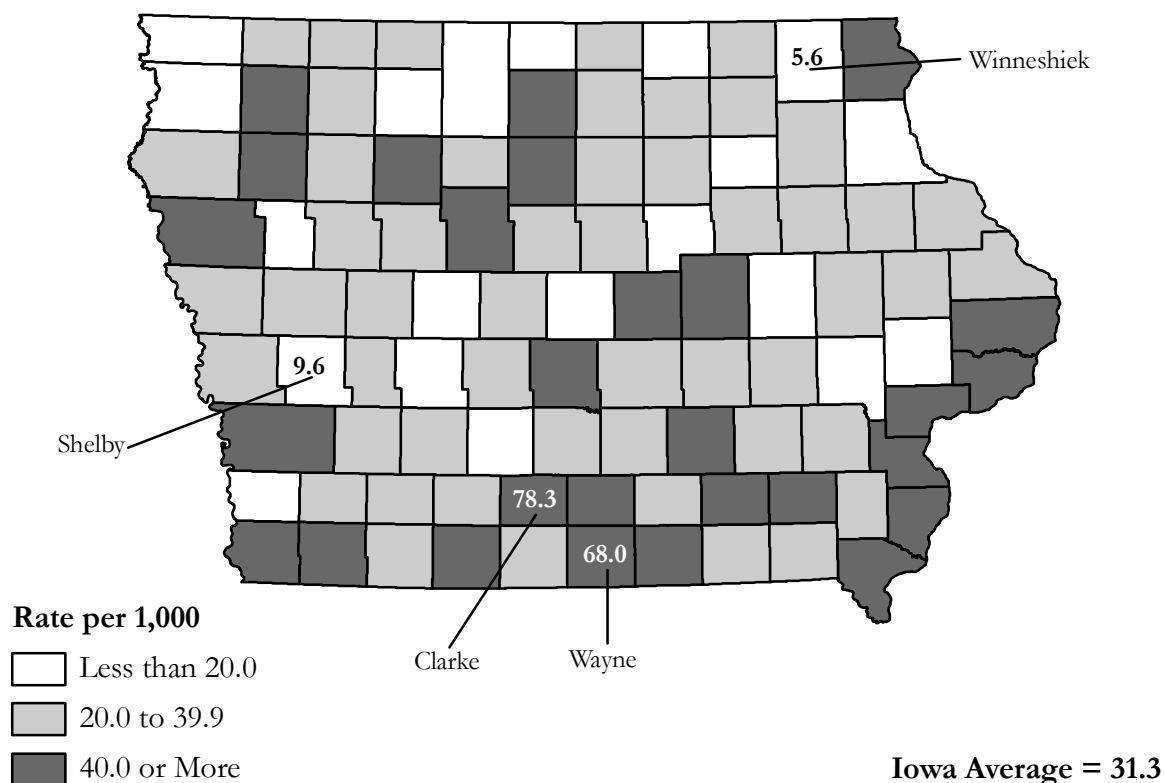 5.6
Winneshiek
9.6
Shelby
78.3
68.0
Clarke
Wayne
Rate per 1,000
Less than 20.0
20.0 to 39.9
40.0 or More
Iowa Average = 31.3